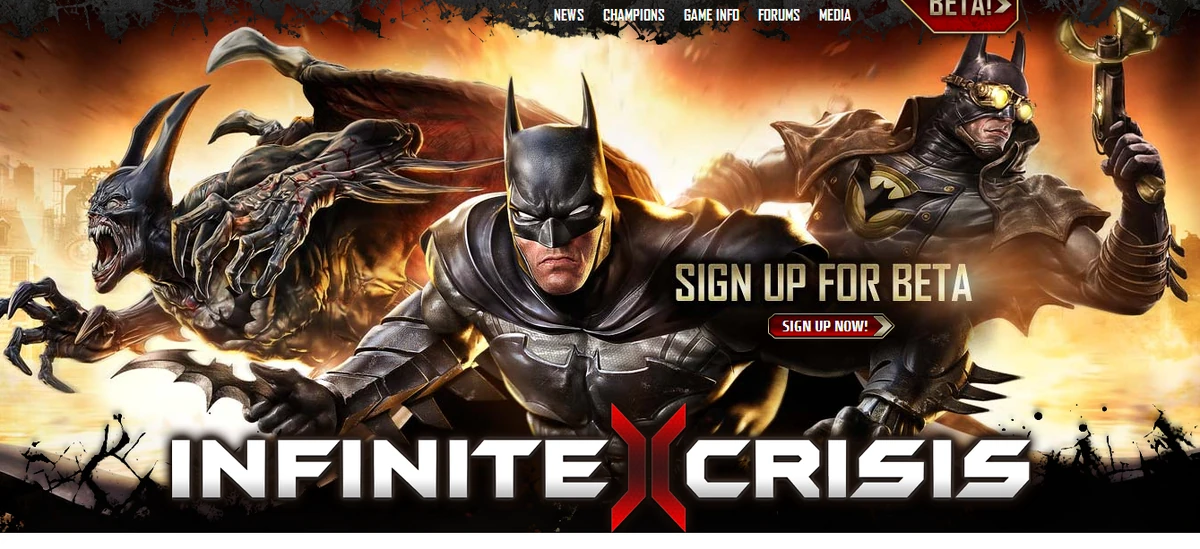 NEWS CHAMPIONS GAME INFO FORUMS MEDIA
BETA!
SIGN UP FOR BETA
SIGN UP NOW!
INFINITE CRISIS